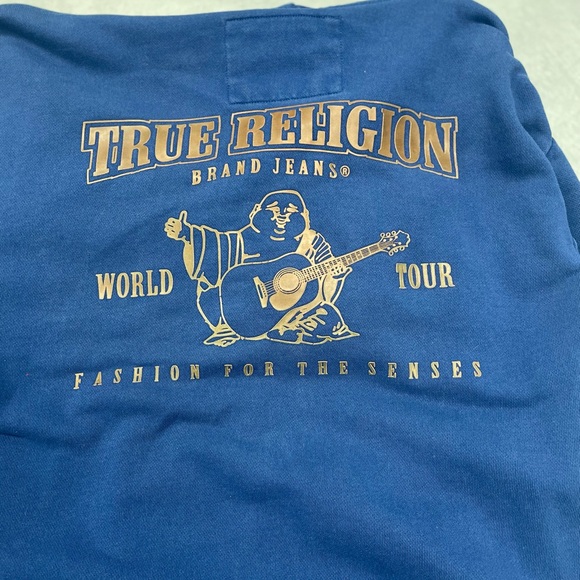 TRUE RELIGION
BRAND JEANS®
WORLD TOUR
FASHION FOR THE SENSES